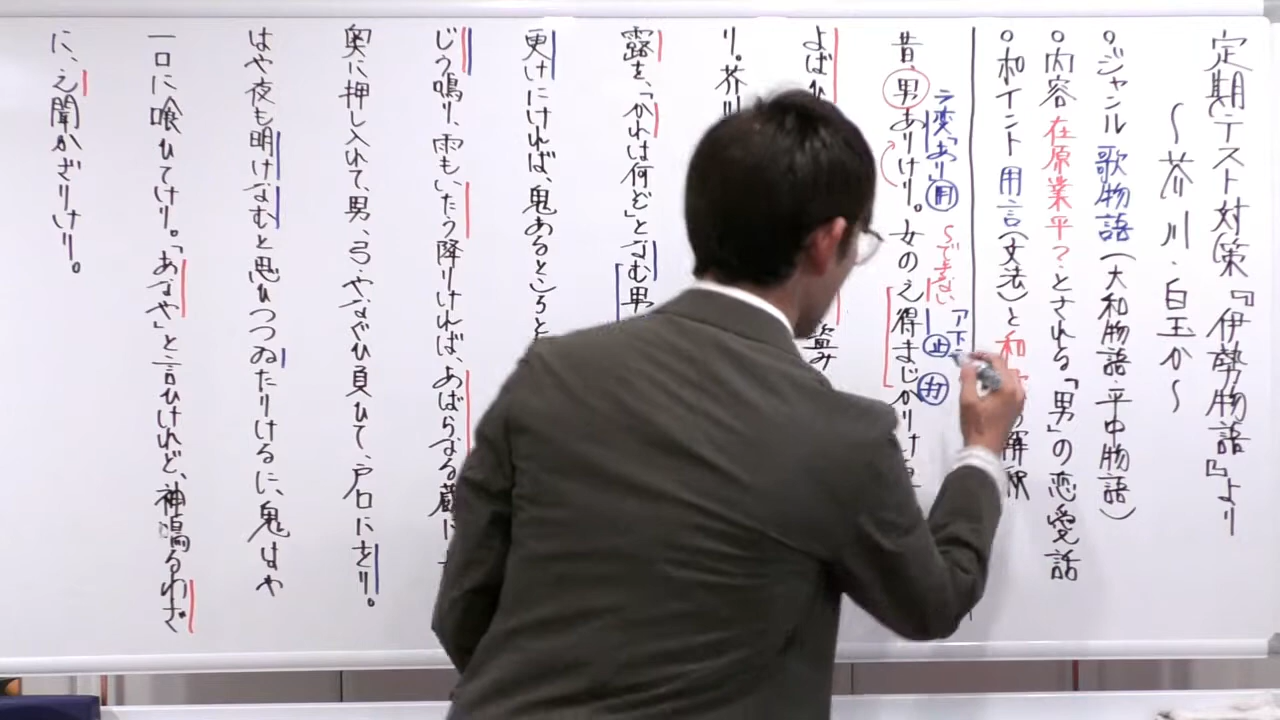 定期テスト対策『伊勢物語』より
～芥川・白玉か～
○ジャンル 歌物語(大和物語・平中物語)
○内容 在原業平?とされる「男」の恋愛話
○ポイント 用言(文法)と和 の解釈
ラ変「あり」用
～できない
ア下二
止
カ
昔、男ありけり。女のえ得まじかりけ
よばひ 盗み
り。芥川
露を、「かれは何ぞ」となむ男
更けにければ、鬼あるところと
じう鳴り、雨もいたう降りければ、あばらなる蔵に
奥に押し入れて、男、弓・やなぐひ負ひて、戸口にをり。
はや夜も明けなむと思ひつつゐたりけるに、鬼はや
一口に喰ひてけり。「あなや」と言ひけれど、神鳴るわざ
に、え聞かざりけり。